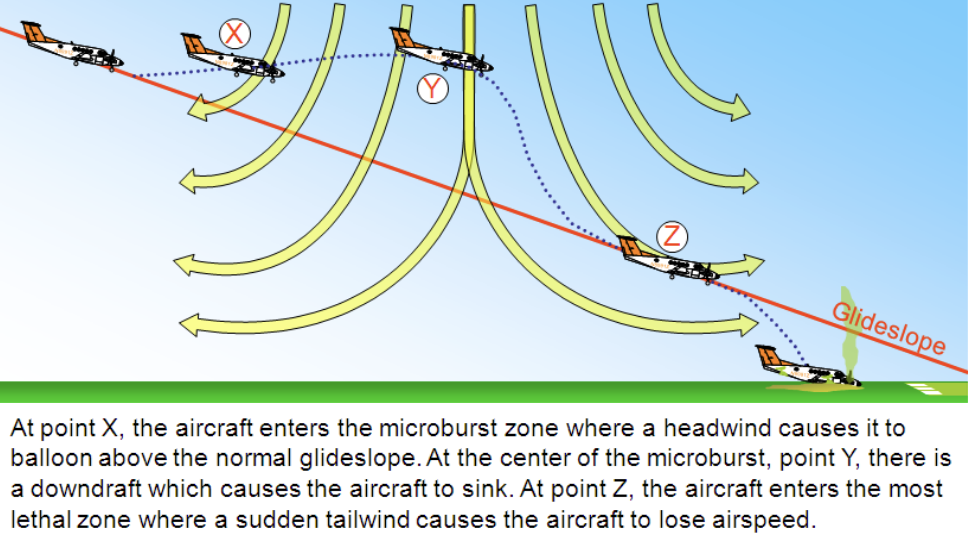 X
Y
Z
Glideslope
At point X, the aircraft enters the microburst zone where a headwind causes it to
balloon above the normal glideslope. At the center of the microburst, point Y, there is
a downdraft which causes the aircraft to sink. At point Z, the aircraft enters the most
lethal zone where a sudden tailwind causes the aircraft to lose airspeed.